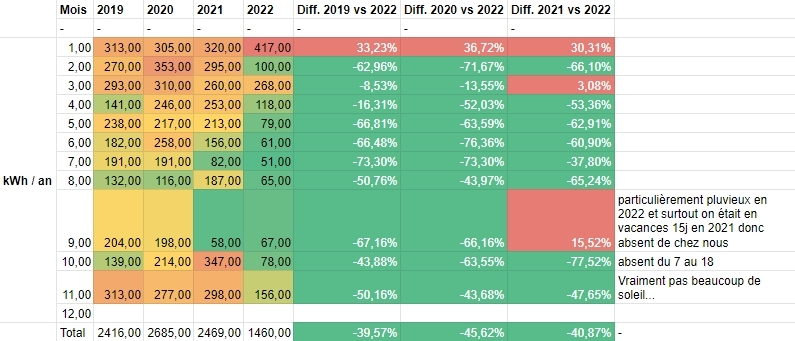 Mois 2019 2020 2021 2022 Diff. 2019 vs 2022 Diff. 2020 vs 2022 Diff. 2021 vs 2022
- - - - - - - -
1,00 313,00 305,00 320,00 417,00 33,23% 36,72% 30,31%
2,00 270,00 353,00 295,00 100,00 -62,96% -71,67% -66,10%
3,00 293,00 310,00 260,00 268,00 -8,53% -13,55% 3,08%
4,00 141,00 246,00 253,00 118,00 -16,31% -52,03% -53,36%
5,00 238,00 217,00 213,00 79,00 -66,81% -63,59% -62,91%
6,00 182,00 258,00 156,00 61,00 -66,48% -76,36% -60,90%
7,00 191,00 191,00 82,00 51,00 -73,30% -73,30% -37,80%
kWh / an 8,00 132,00 116,00 187,00 65,00 -50,76% -43,97% -65,24%
particulièrement pluvieux en
2022 et surtout on était en
vacances 15j en 2021 donc
9,00 204,00 198,00 58,00 67,00 -67,16% -66,16% 15,52% absent de chez nous
10,00 139,00 214,00 347,00 78,00 -43,88% -63,55% -77,52% absent du 7 au 18
Vraiment pas beaucoup de
11,00 313,00 277,00 298,00 156,00 -50,16% -43,68% -47,65% soleil...
12,00
Total 2416,00 2685,00 2469,00 1460,00 -39,57% -45,62% -40,87% -